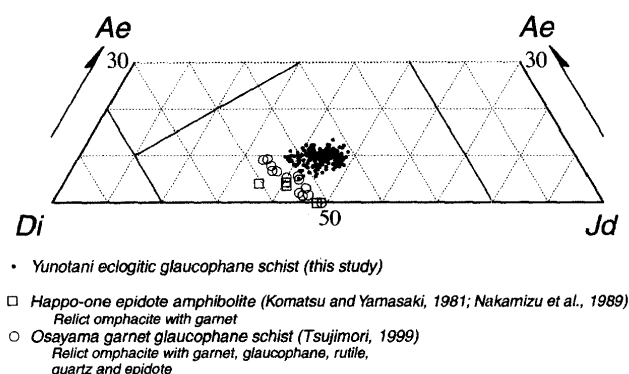 Ae Ae
30 30
Di 50 Jd
• Yunotani eclogitic glaucophane schist (this study)
□ Happo-one epidote amphibolite (Komatsu and Yamasaki, 1981; Nakamizu et al., 1989)
Relict omphacite with garnet
○ Osayama garnet glaucophane schist (Tsujimori, 1999)
Relict omphacite with garnet, glaucophane, rutile,
quartz and epidote